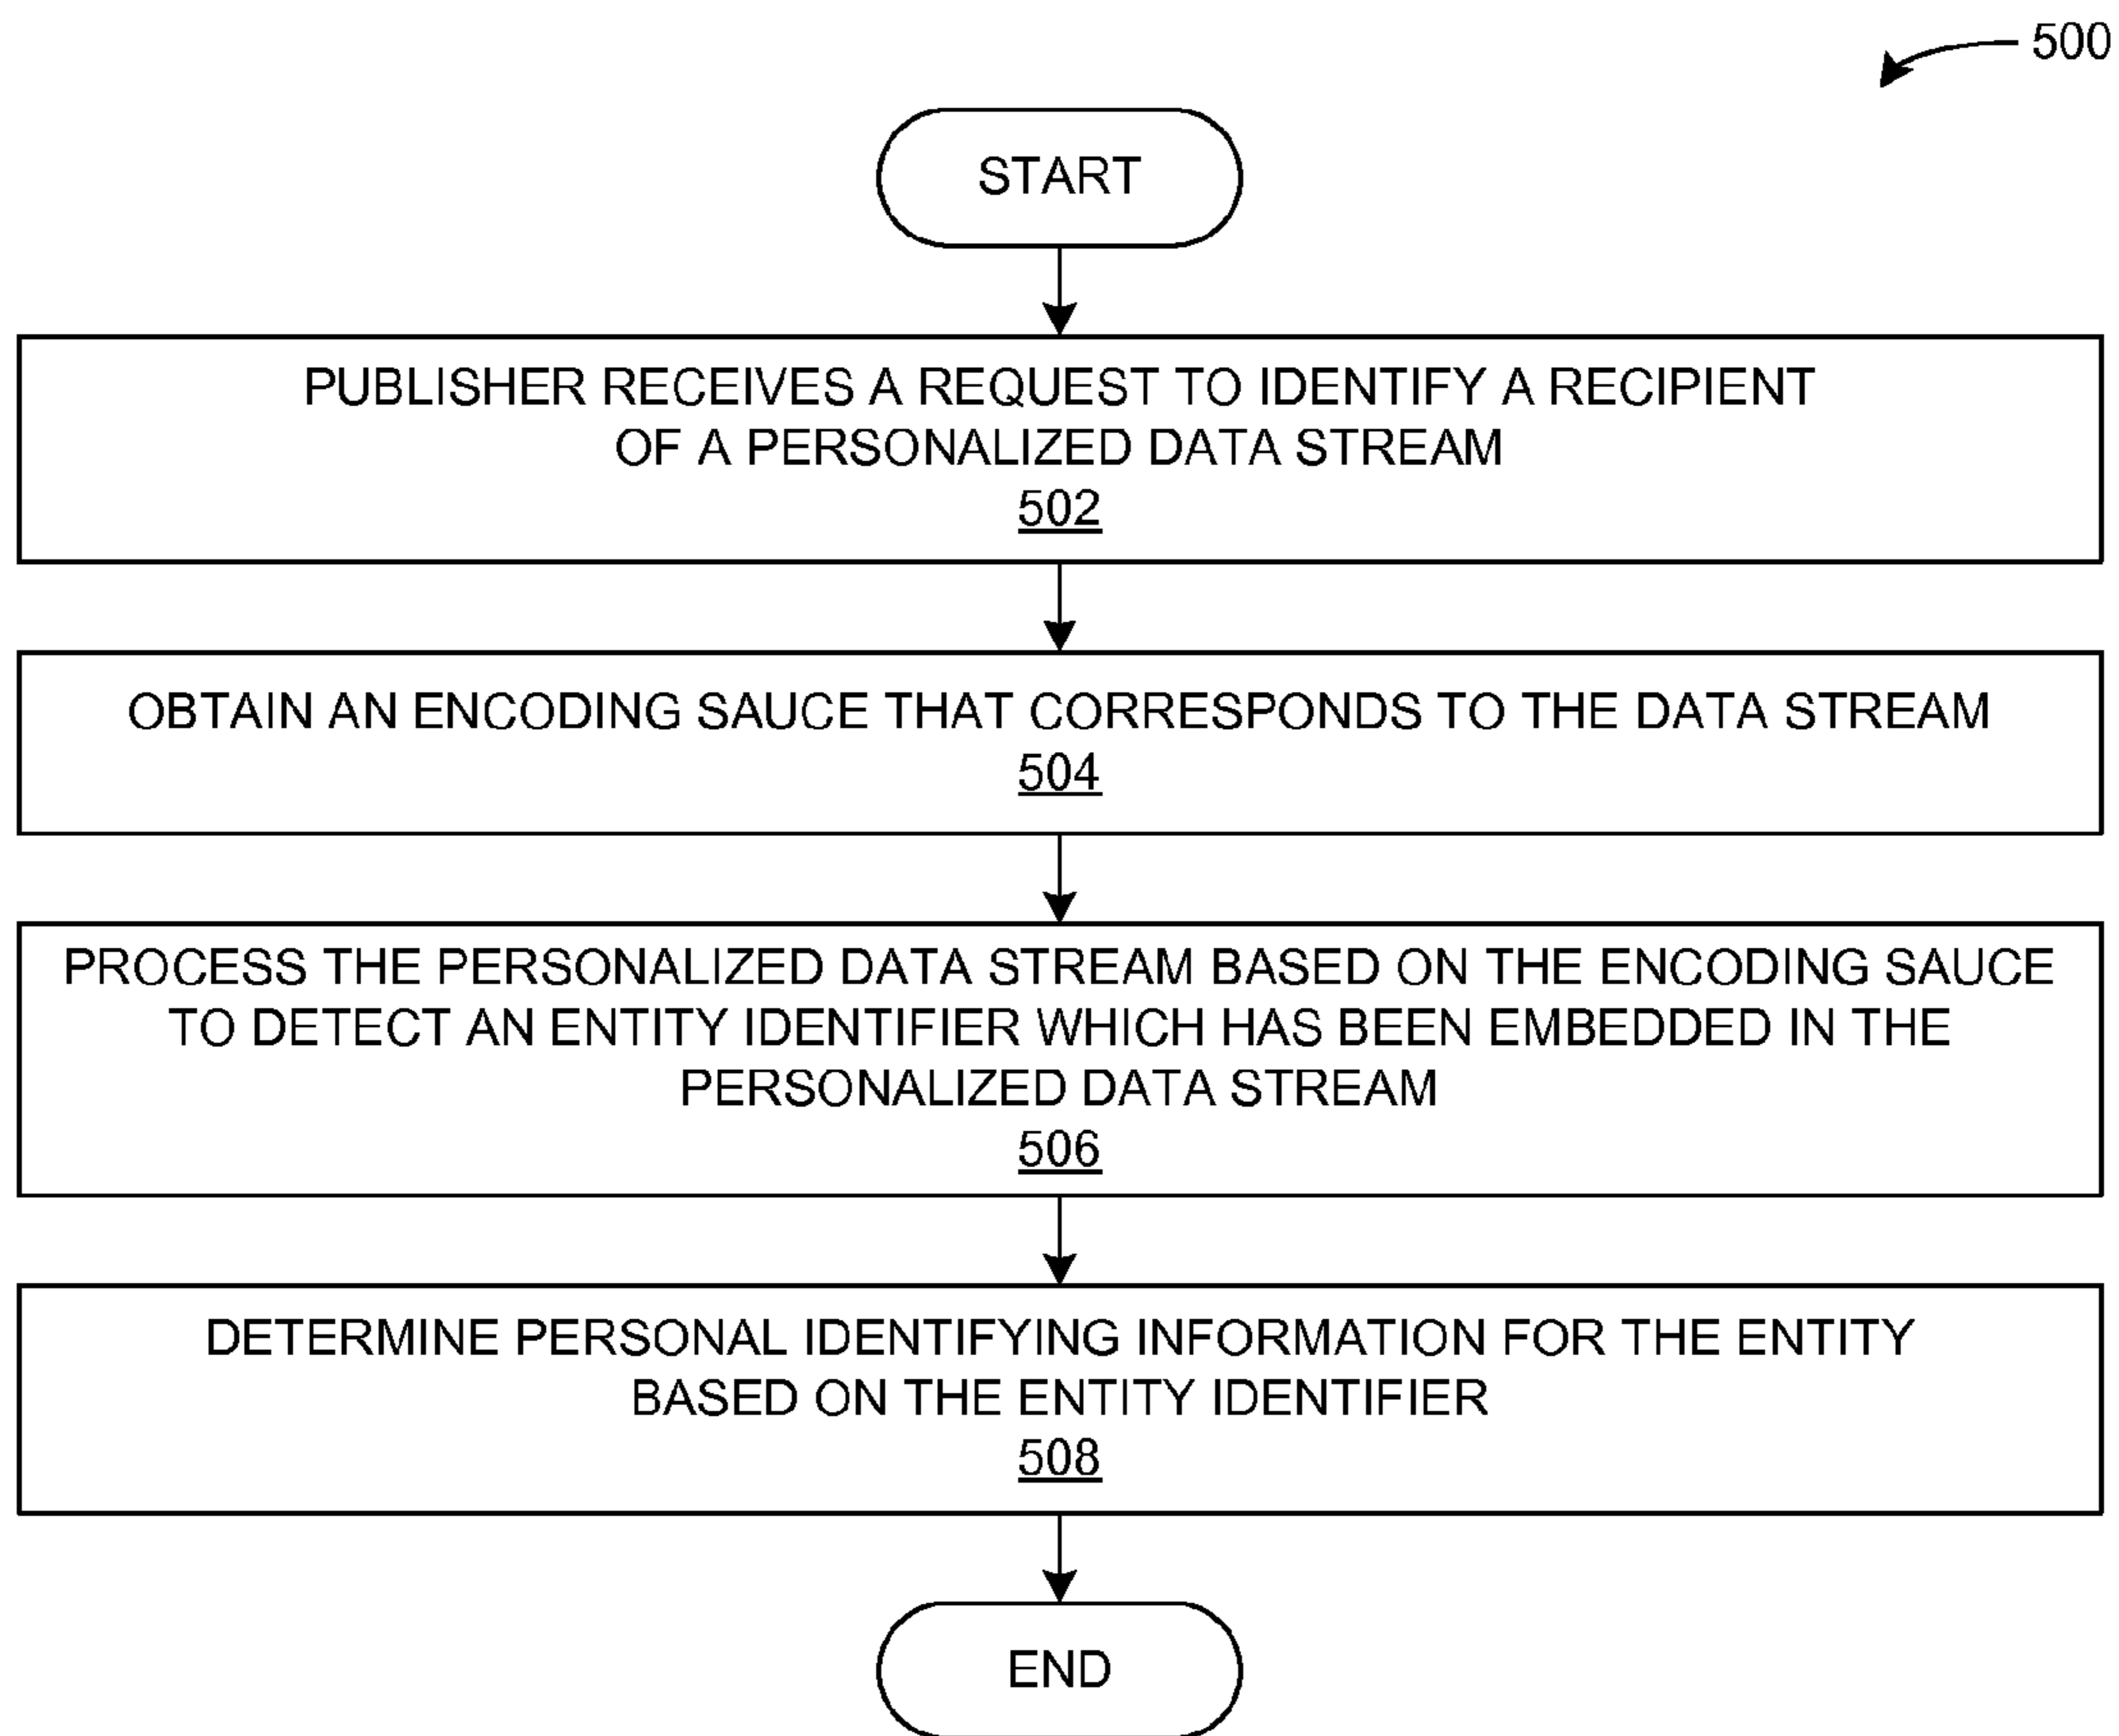 500
START
PUBLISHER RECEIVES A REQUEST TO IDENTIFY A RECIPIENT
OF A PERSONALIZED DATA STREAM
502
OBTAIN AN ENCODING SAUCE THAT CORRESPONDS TO THE DATA STREAM
504
PROCESS THE PERSONALIZED DATA STREAM BASED ON THE ENCODING SAUCE
TO DETECT AN ENTITY IDENTIFIER WHICH HAS BEEN EMBEDDED IN THE
PERSONALIZED DATA STREAM
506
DETERMINE PERSONAL IDENTIFYING INFORMATION FOR THE ENTITY
BASED ON THE ENTITY IDENTIFIER
508
END